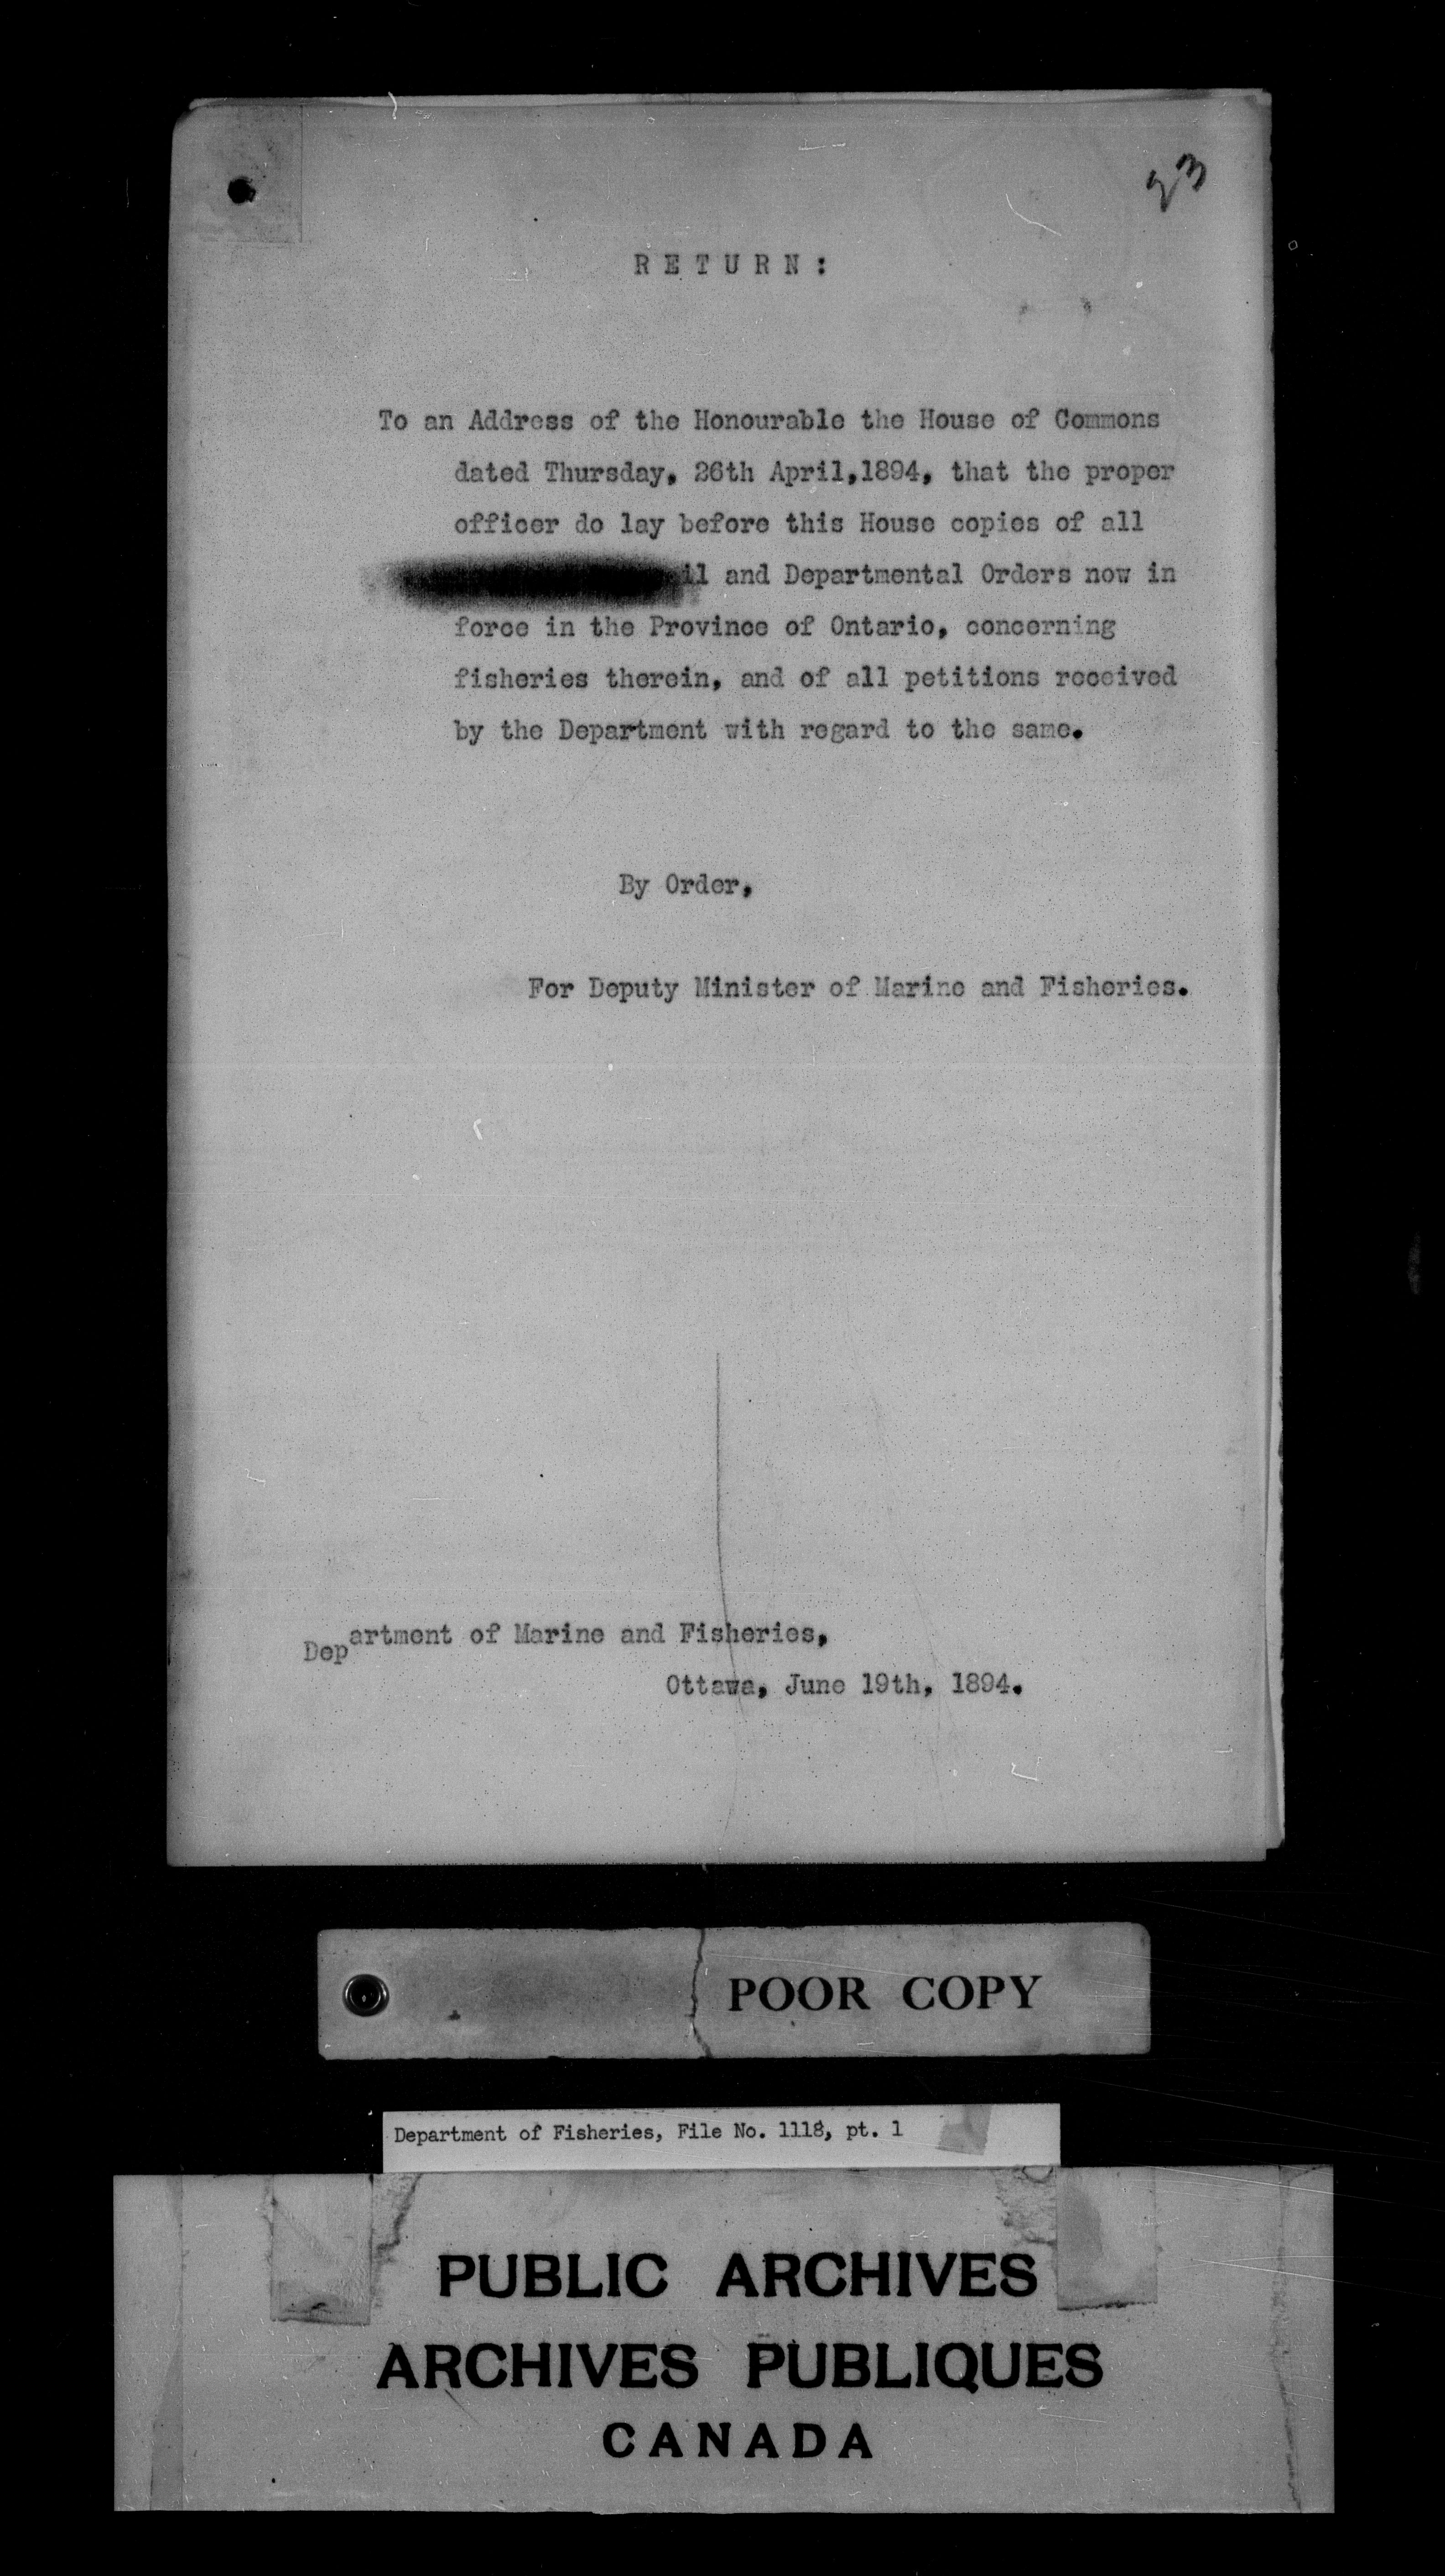 23
RETURN:
To an Address of the Honourable the House of Commons
dated Thursday, 26th April,1894, that the proper
officer do lay before this House copies of all
and Departmental Orders now in
force in the Province of Ontario, concerning
fisheries therein, and of all petitions received
by the Department with regard to the same.
By Order,
For Deputy Minister of Marine and Fisheries.
Department of Marine and Fisheries,
Ottawa, June 19th, 1894.
POOR COPY
Department of Fisheries, File No. 1118, pt. 1
PUBLIC ARCHIVES
ARCHIVES PUBLIQUES
CANADA